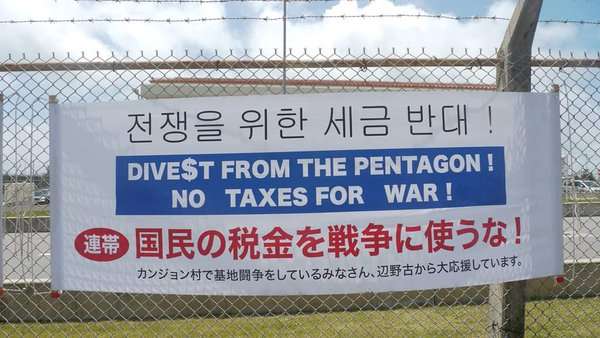 전쟁을 위한 세금 반대 !
DIVE$T FROM THE PENTAGON !
NO TAXES FOR WAR !
連帯 国民の税金を戦争に使うな!
カンジョン村で基地闘争をしているみなさん、辺野古から大応援しています。